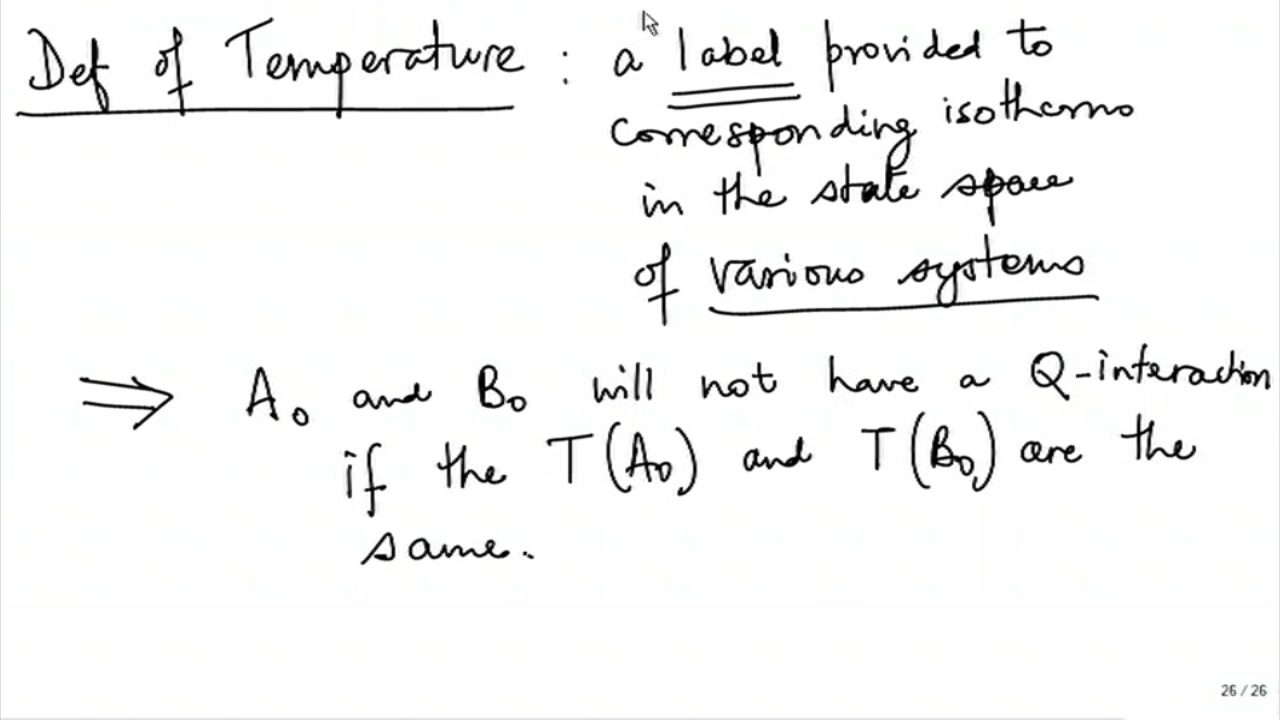 Def of Temperature : a label provided to
corresponding isotherms
in the state space
of various systems
⇒ A₀ and B₀ will not have a Q-interaction
if the T(A₀) and T(B₀) are the
same.
26 / 26